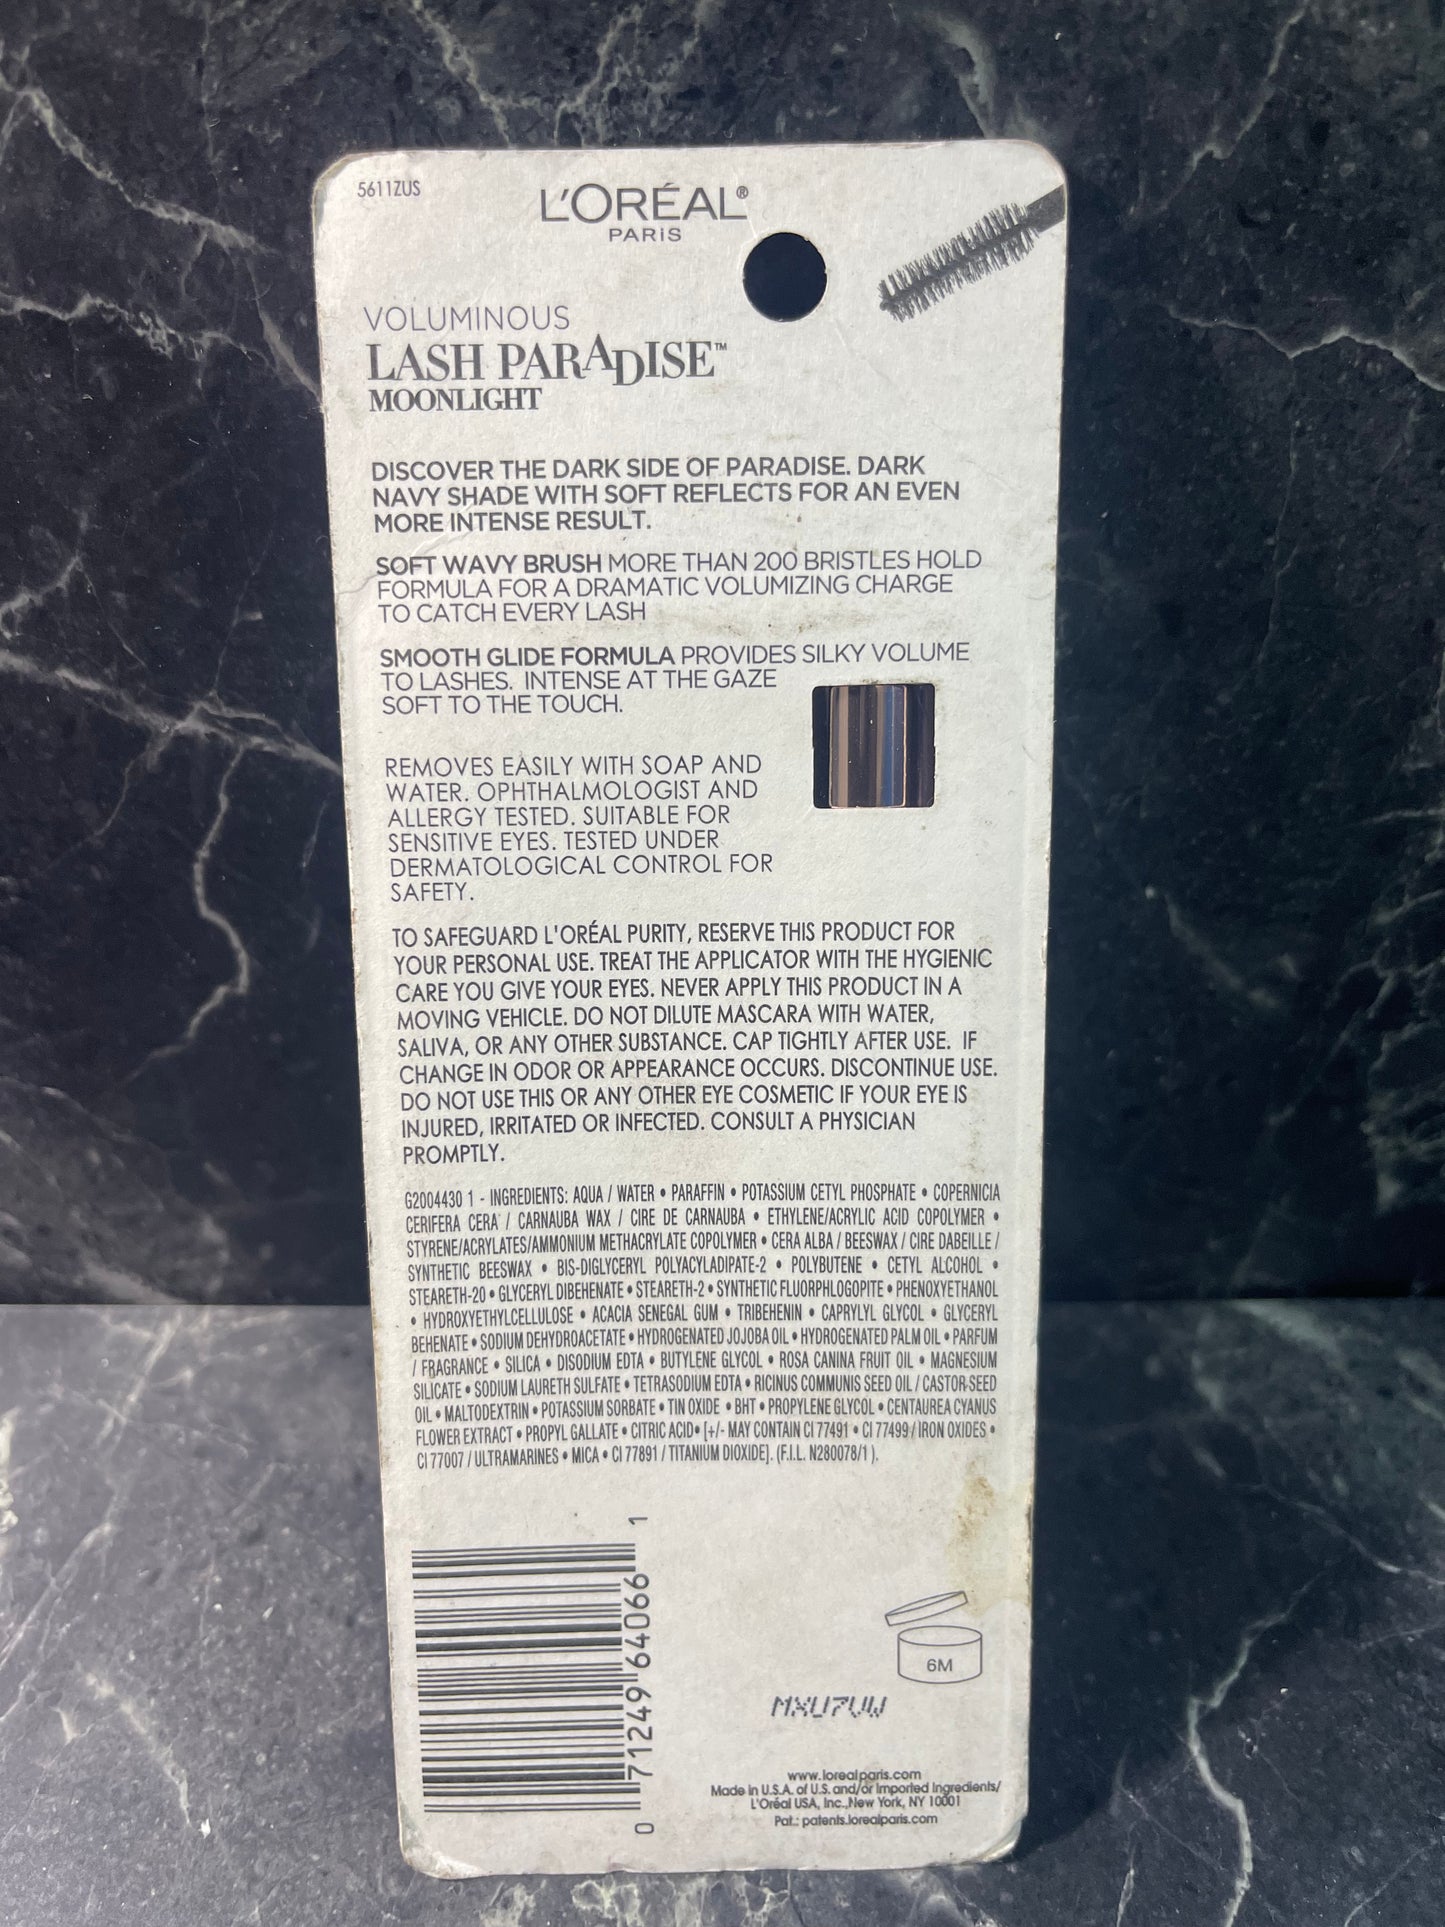 5611ZUS
L'ORÉAL®
PARIS
VOLUMINOUS
LASH PARADISE™
MOONLIGHT
DISCOVER THE DARK SIDE OF PARADISE. DARK
NAVY SHADE WITH SOFT REFLECTS FOR AN EVEN
MORE INTENSE RESULT.
SOFT WAVY BRUSH MORE THAN 200 BRISTLES HOLD
FORMULA FOR A DRAMATIC VOLUMIZING CHARGE
TO CATCH EVERY LASH
SMOOTH GLIDE FORMULA PROVIDES SILKY VOLUME
TO LASHES. INTENSE AT THE GAZE
SOFT TO THE TOUCH.
REMOVES EASILY WITH SOAP AND
WATER. OPHTHALMOLOGIST AND
ALLERGY TESTED. SUITABLE FOR
SENSITIVE EYES. TESTED UNDER
DERMATOLOGICAL CONTROL FOR
SAFETY.
TO SAFEGUARD L'ORÉAL PURITY, RESERVE THIS PRODUCT FOR
YOUR PERSONAL USE. TREAT THE APPLICATOR WITH THE HYGIENIC
CARE YOU GIVE YOUR EYES. NEVER APPLY THIS PRODUCT IN A
MOVING VEHICLE. DO NOT DILUTE MASCARA WITH WATER,
SALIVA, OR ANY OTHER SUBSTANCE. CAP TIGHTLY AFTER USE. IF
CHANGE IN ODOR OR APPEARANCE OCCURS. DISCONTINUE USE.
DO NOT USE THIS OR ANY OTHER EYE COSMETIC IF YOUR EYE IS
INJURED, IRRITATED OR INFECTED. CONSULT A PHYSICIAN
PROMPTLY.
G2004430 1 - INGREDIENTS: AQUA / WATER • PARAFFIN • POTASSIUM CETYL PHOSPHATE • COPERNICIA
CERIFERA CERA / CARNAUBA WAX / CIRE DE CARNAUBA • ETHYLENE/ACRYLIC ACID COPOLYMER •
STYRENE/ACRYLATES/AMMONIUM METHACRYLATE COPOLYMER • CERA ALBA / BEESWAX / CIRE DABEILLE /
SYNTHETIC BEESWAX • BIS-DIGLYCERYL POLYACYLADIPATE-2 • POLYBUTENE • CETYL ALCOHOL •
STEARETH-20 • GLYCERYL DIBEHENATE • STEARETH-2 • SYNTHETIC FLUORPHLOGOPITE • PHENOXYETHANOL
• HYDROXYETHYLCELLULOSE • ACACIA SENEGAL GUM • TRIBEHENIN • CAPRYLYL GLYCOL • GLYCERYL
BEHENATE • SODIUM DEHYDROACETATE • HYDROGENATED JOJOBA OIL • HYDROGENATED PALM OIL • PARFUM
/ FRAGRANCE • SILICA • DISODIUM EDTA • BUTYLENE GLYCOL • ROSA CANINA FRUIT OIL • MAGNESIUM
SILICATE • SODIUM LAURETH SULFATE • TETRASODIUM EDTA • RICINUS COMMUNIS SEED OIL / CASTOR SEED
OIL • MALTODEXTRIN • POTASSIUM SORBATE • TIN OXIDE • BHT • PROPYLENE GLYCOL • CENTAUREA CYANUS
FLOWER EXTRACT • PROPYL GALLATE • CITRIC ACID• [+/- MAY CONTAIN CI 77491 • CI 77499 / IRON OXIDES •
CI 77007 / ULTRAMARINES • MICA • CI 77891 / TITANIUM DIOXIDE]. (F.I.L. N280078/1 ).
0 71249 64066 1
6M
MXU7UW
www.lorealparis.com
Made in U.S.A. of U.S. and/or Imported Ingredients/
L'Oréal USA, Inc.,New York, NY 10001
Pat.: patents.lorealparis.com